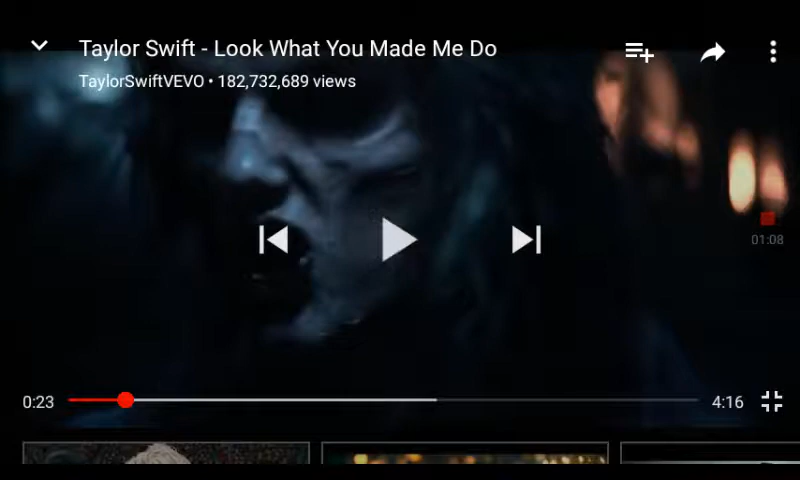 Taylor Swift - Look What You Made Me Do
TaylorSwiftVEVO • 182,732,689 views
01:08
0:23
4:16